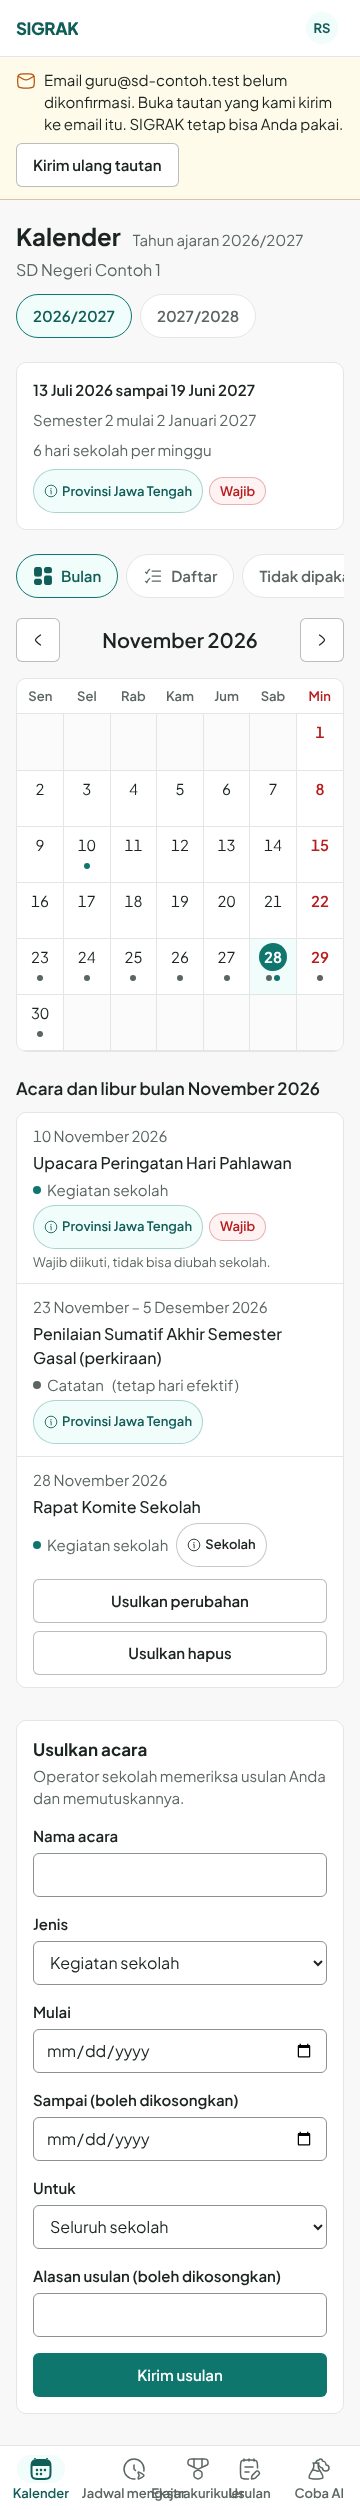 SIGRAK
RS
Email guru@sd-contoh.test belum
dikonfirmasi. Buka tautan yang kami kirim
ke email itu. SIGRAK tetap bisa Anda pakai.
Kirim ulang tautan
Kalender Tahun ajaran 2026/2027
SD Negeri Contoh 1
2026/2027 2027/2028
13 Juli 2026 sampai 19 Juni 2027
Semester 2 mulai 2 Januari 2027
6 hari sekolah per minggu
Provinsi Jawa Tengah Wajib
Bulan Daftar Tidak dipaka
November 2026
Sen Sel Rab Kam Jum Sab Min
1
2 3 4 5 6 7 8
9 10 11 12 13 14 15
16 17 18 19 20 21 22
23 24 25 26 27 28 29
30
Acara dan libur bulan November 2026
10 November 2026
Upacara Peringatan Hari Pahlawan
Kegiatan sekolah
Provinsi Jawa Tengah Wajib
Wajib diikuti, tidak bisa diubah sekolah.
23 November – 5 Desember 2026
Penilaian Sumatif Akhir Semester
Gasal (perkiraan)
Catatan (tetap hari efektif)
Provinsi Jawa Tengah
28 November 2026
Rapat Komite Sekolah
Kegiatan sekolah Sekolah
Usulkan perubahan
Usulkan hapus
Usulkan acara
Operator sekolah memeriksa usulan Anda
dan memutuskannya.
Nama acara
Jenis
Kegiatan sekolah
Mulai
mm/dd/yyyy
Sampai (boleh dikosongkan)
mm/dd/yyyy
Untuk
Seluruh sekolah
Alasan usulan (boleh dikosongkan)
Kirim usulan
Kalender Jadwal mengajar Ekstrakurikuler Usulan Coba AI